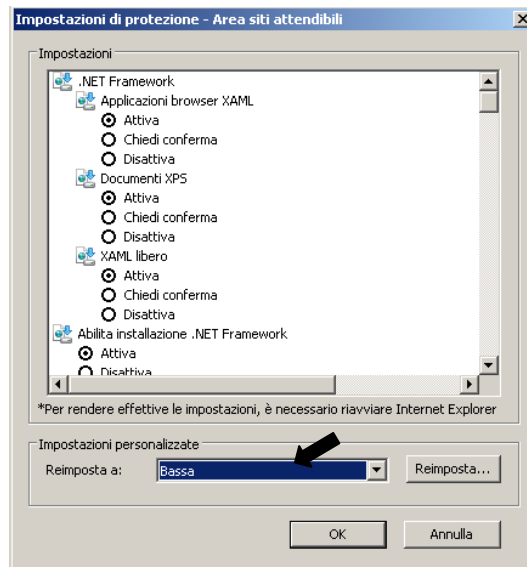 Impostazioni di protezione - Area siti attendibili
Impostazioni
.NET Framework
Applicazioni browser XAML
Attiva
Chiedi conferma
Disattiva
Documenti XPS
Attiva
Chiedi conferma
Disattiva
XAML libero
Attiva
Chiedi conferma
Disattiva
Abilita installazione .NET Framework
Attiva
Disattiva
*Per rendere effettive le impostazioni, è necessario riavviare Internet Explorer
Impostazioni personalizzate
Reimposta a:  Bassa  Reimposta...
OK  Annulla